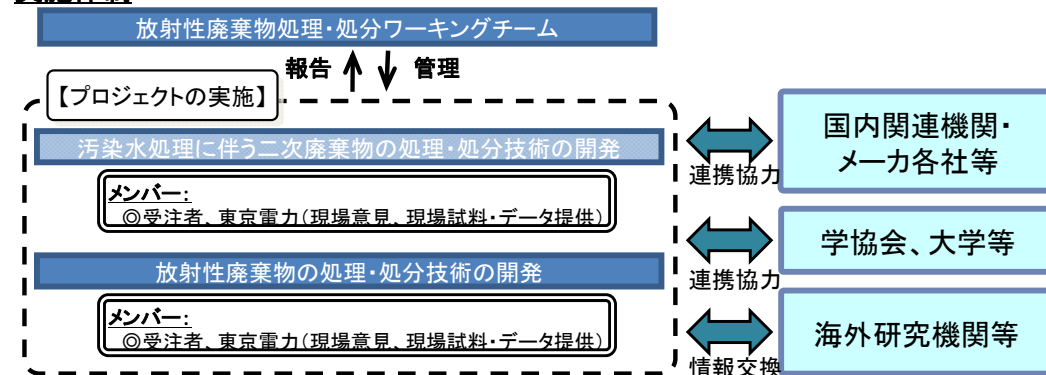 放射性廃棄物処理・処分ワーキングチーム
報告
管理
【プロジェクトの実施】
汚染水処理に伴う二次廃棄物の処理・処分技術の開発
メンバー:
◎受注者、東京電力(現場意見、現場試料・データ提供)
放射性廃棄物の処理・処分技術の開発
メンバー:
◎受注者、東京電力(現場意見、現場試料・データ提供)
連携協力
国内関連機関・
メーカ各社等
連携協力
学協会、大学等
情報交換
海外研究機関等